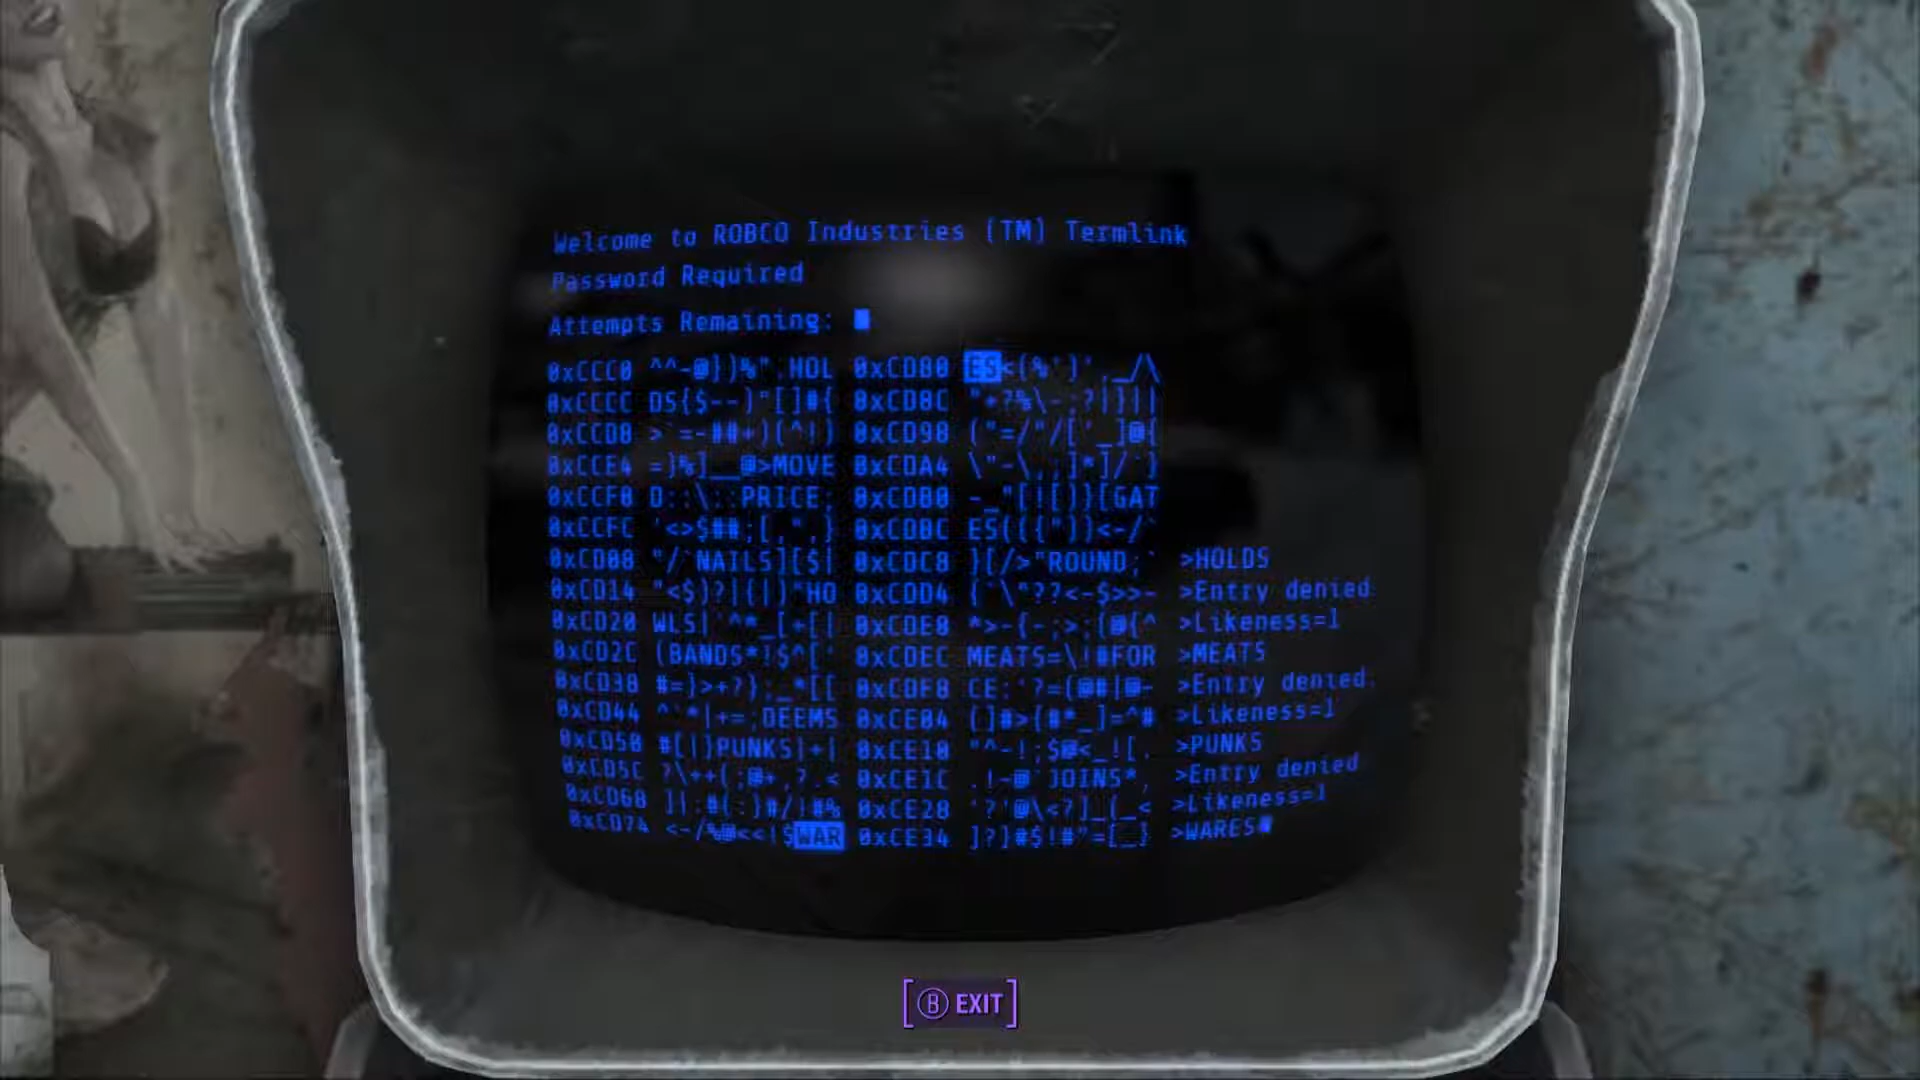 Welcome to ROBCO Industries (TM) Termlink
Password Required
Attempts Remaining: █
0xCCC0 ^^-@})%";HOL 0xCD80 ES<(%')',_/\
0xCCCC DS{$--)"[]#{ 0xCD8C "+?%\-;?|}||
0xCCD8 >`=-##+)(^!) 0xCD98 ("=/"/['_]@{
0xCCE4 =}%]__@>MOVE 0xCDA4 \"-\,;]*]/`}
0xCCF0 D::\::PRICE; 0xCDB0 -_"[![])[GAT
0xCCFC '<>$##;[,",} 0xCDBC ES(({"))<-/`
0xCD08 "/`NAILS][$| 0xCDC8 )[/>"ROUND;`
0xCD14 "<$)?|{|)"HO 0xCDD4 {`\"??<-$>>-
0xCD20 WLS|`^*_[+[| 0xCDE0 *>-{-;>;[@{^
0xCD2C (BANDS*!$^[' 0xCDEC MEATS=\!#FOR
0xCD38 #=}>+?};_*[[ 0xCDF8 CE:'?=(@#|@-
0xCD44 ^`*|+=;DEEMS 0xCE04 (]#>{#*_]=^#
0xCD50 #[|)PUNKS|+| 0xCE10 "^-!;$@<_![.
0xCD5C ?\++(;@+,?.< 0xCE1C .!-@`JOINS*,
0xCD68 ]|;#(:)#/!#% 0xCE28 '?'@\<?]_(_<
0xCD74 <-/%@<<!$WAR 0xCE34 ]?]#$!#"=[_}
>HOLDS
>Entry denied
>Likeness=1
>MEATS
>Entry denied.
>Likeness=1
>PUNKS
>Entry denied
>Likeness=1
>WARES
[Ⓑ EXIT]